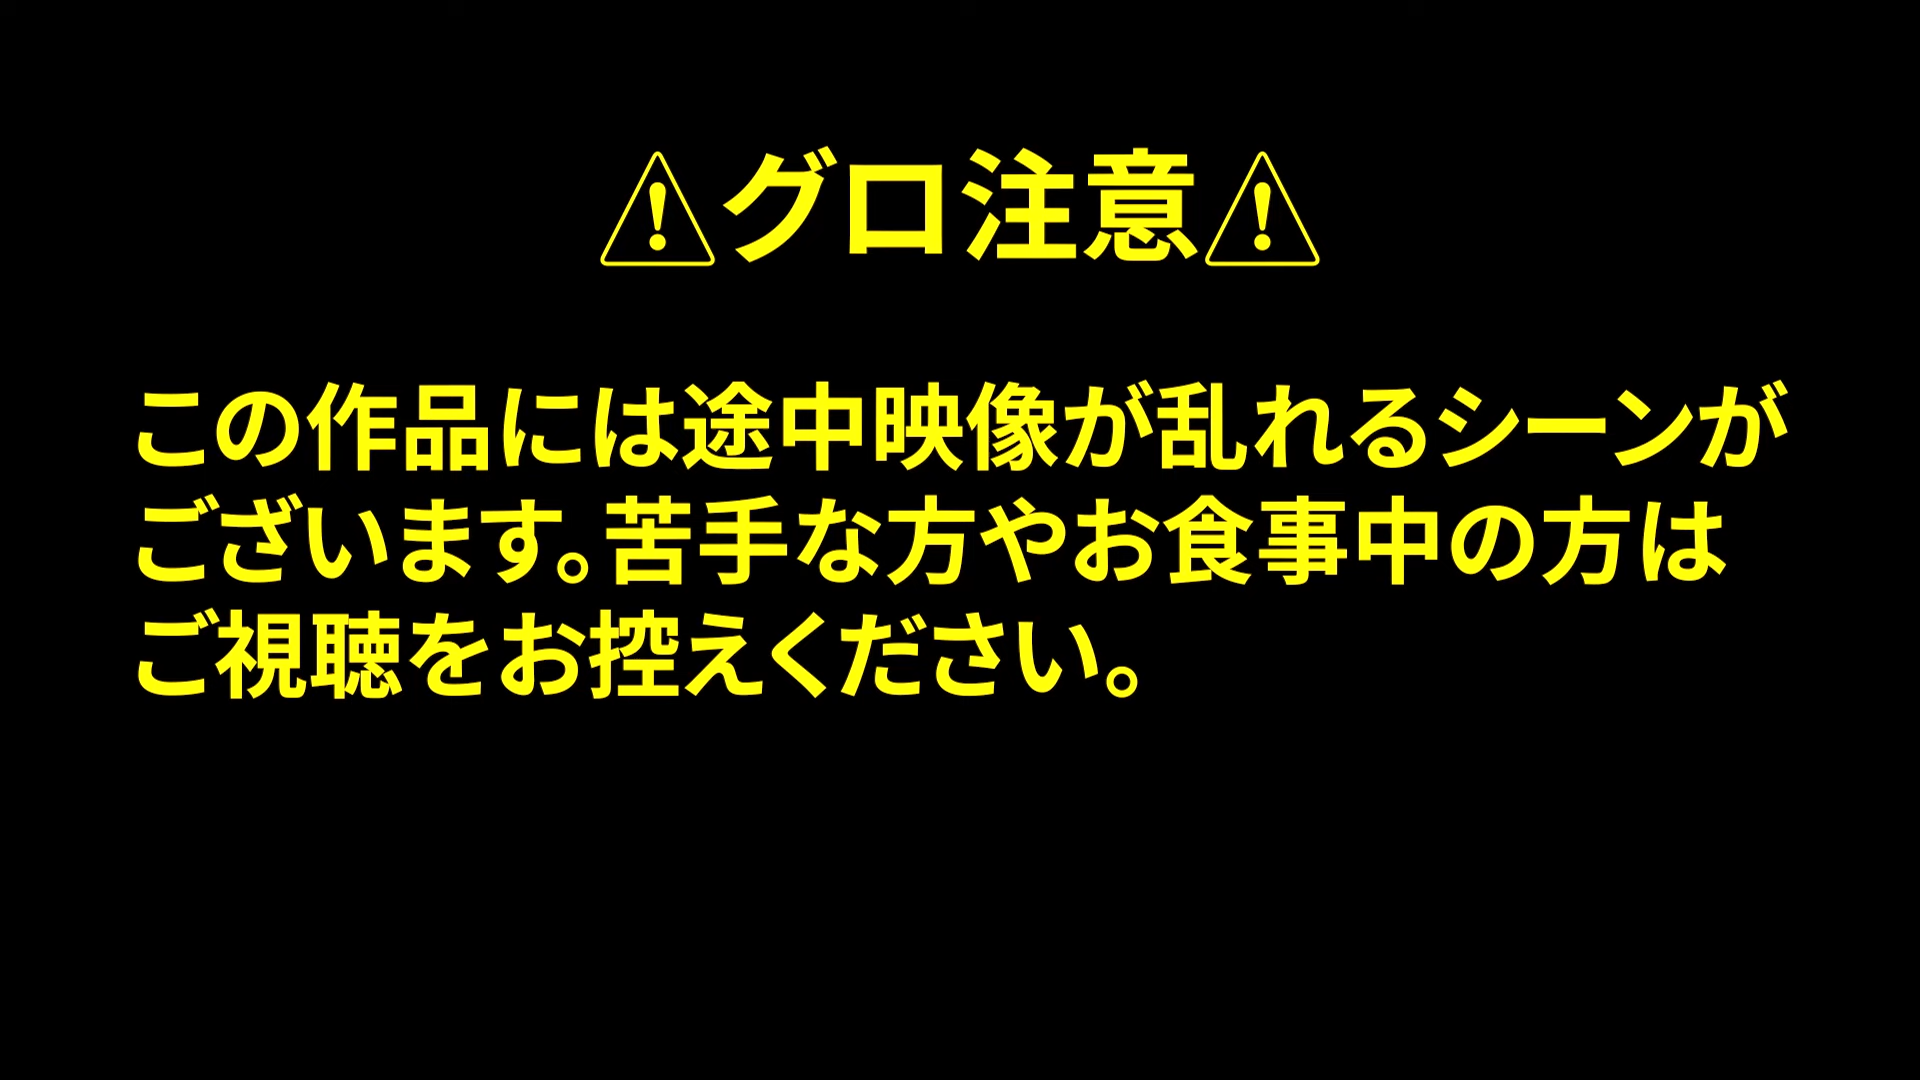 ⚠グロ注意⚠
この作品には途中映像が乱れるシーンが
ございます。苦手な方やお食事中の方は
ご視聴をお控えください。